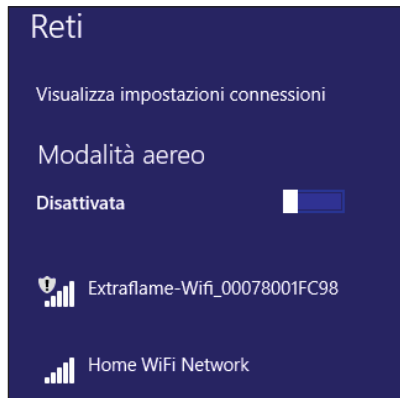 Reti
Visualizza impostazioni connessioni
Modalità aereo
Disattivata
Extraflame-Wifi_00078001FC98
Home WiFi Network